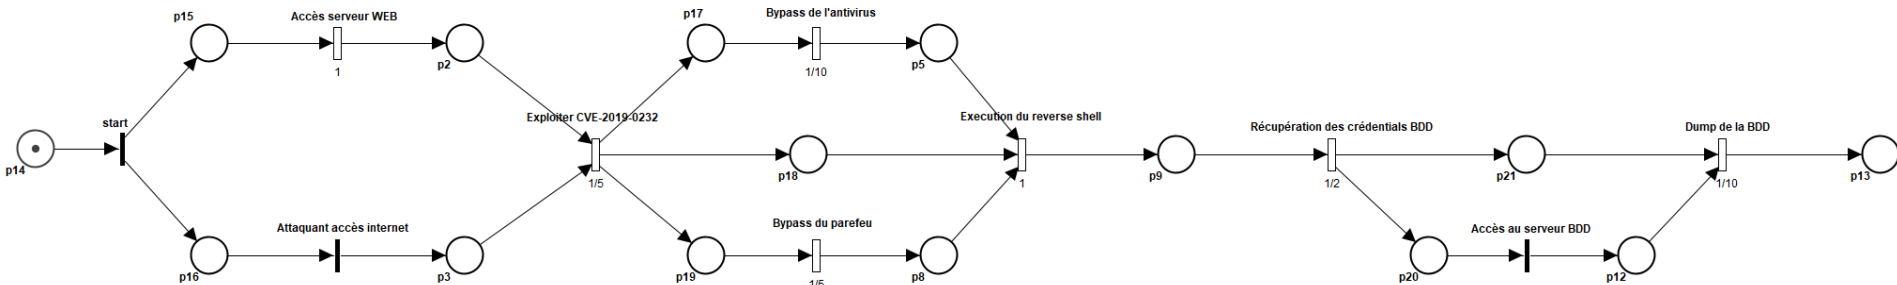 p15
Accès serveur WEB
1
p2
p17
Bypass de l'antivirus
1/10
p5
start
p14
Exploiter CVE-2019-0232
1/5
p18
Execution du reverse shell
1
p9
Récupération des crédentials BDD
1/2
p21
Dump de la BDD
1/10
p13
p16
Attaquant accès internet
p3
p19
Bypass du parefeu
1/5
p8
p20
Accès au serveur BDD
p12